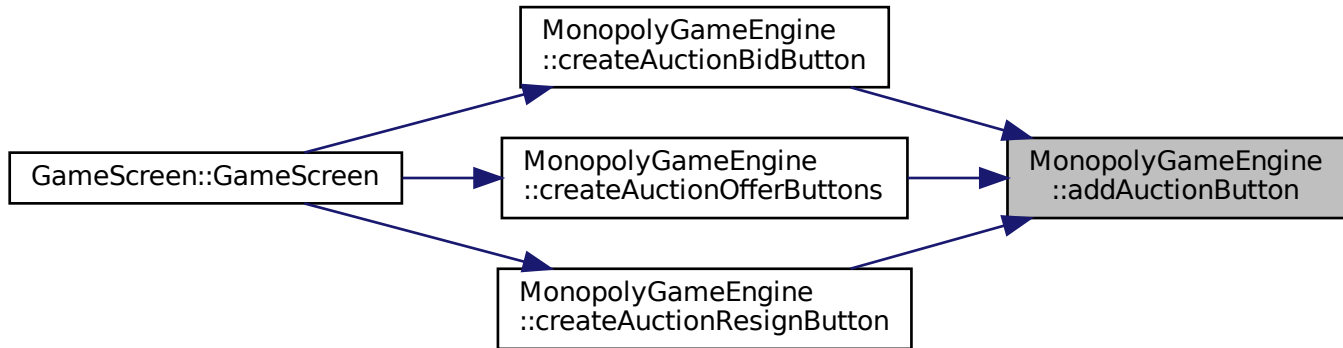 MonopolyGameEngine
::createAuctionBidButton
GameScreen::GameScreen
MonopolyGameEngine
::createAuctionOfferButtons
MonopolyGameEngine
::addAuctionButton
MonopolyGameEngine
::createAuctionResignButton